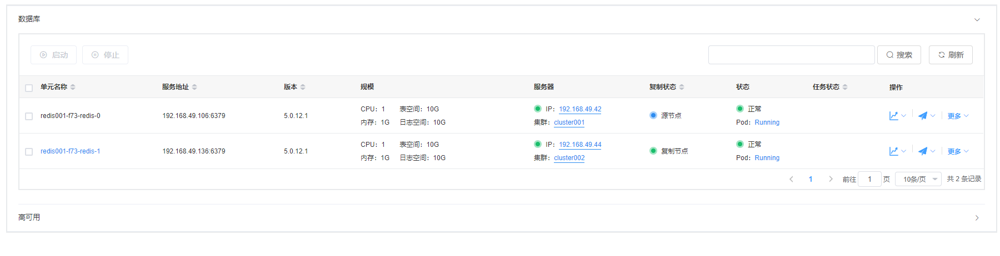 数据库
启动 停止 搜索 刷新
单元名称 服务地址 版本 规模 服务器 复制状态 状态 任务状态 操作
redis001-f73-redis-0 192.168.49.106:6379 5.0.12.1 CPU：1 表空间：10G IP：192.168.49.42 源节点 正常 更多
内存：1G 日志空间：10G 集群：cluster001 Pod：Running
redis001-f73-redis-1 192.168.49.136:6379 5.0.12.1 CPU：1 表空间：10G IP：192.168.49.44 复制节点 正常 更多
内存：1G 日志空间：10G 集群：cluster002 Pod：Running
1 前往 1 页 10条/页 共 2 条记录
高可用